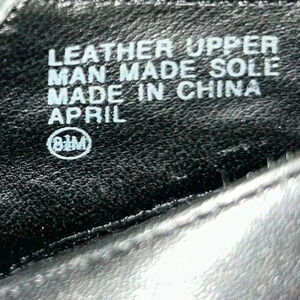 LEATHER UPPER
MAN MADE SOLE
MADE IN CHINA
APRIL
8½M